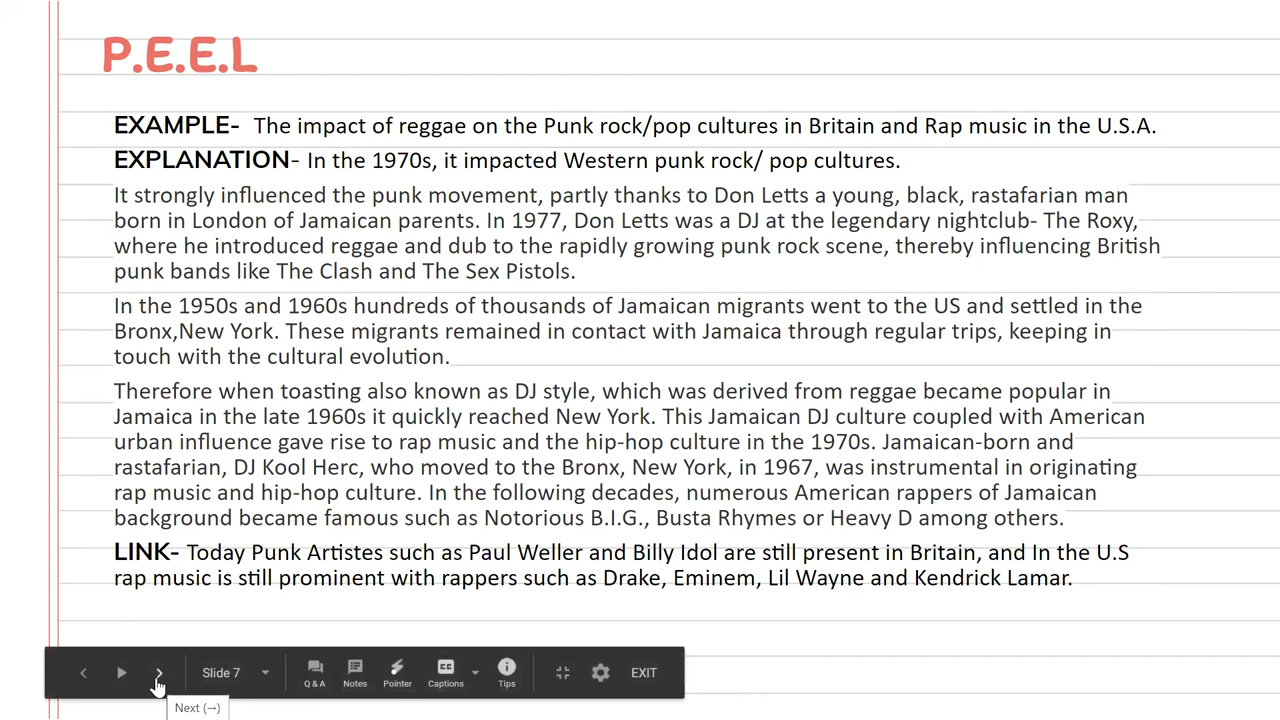 P.E.E.L
EXAMPLE- The impact of reggae on the Punk rock/pop cultures in Britain and Rap music in the U.S.A.
EXPLANATION- In the 1970s, it impacted Western punk rock/ pop cultures.
It strongly influenced the punk movement, partly thanks to Don Letts a young, black, rastafarian man
born in London of Jamaican parents. In 1977, Don Letts was a DJ at the legendary nightclub- The Roxy,
where he introduced reggae and dub to the rapidly growing punk rock scene, thereby influencing British
punk bands like The Clash and The Sex Pistols.
In the 1950s and 1960s hundreds of thousands of Jamaican migrants went to the US and settled in the
Bronx,New York. These migrants remained in contact with Jamaica through regular trips, keeping in
touch with the cultural evolution.
Therefore when toasting also known as DJ style, which was derived from reggae became popular in
Jamaica in the late 1960s it quickly reached New York. This Jamaican DJ culture coupled with American
urban influence gave rise to rap music and the hip-hop culture in the 1970s. Jamaican-born and
rastafarian, DJ Kool Herc, who moved to the Bronx, New York, in 1967, was instrumental in originating
rap music and hip-hop culture. In the following decades, numerous American rappers of Jamaican
background became famous such as Notorious B.I.G., Busta Rhymes or Heavy D among others.
LINK- Today Punk Artistes such as Paul Weller and Billy Idol are still present in Britain, and In the U.S
rap music is still prominent with rappers such as Drake, Eminem, Lil Wayne and Kendrick Lamar.
Slide 7
Q & A
Notes
Pointer
CC
Captions
Tips
EXIT
Next (→)